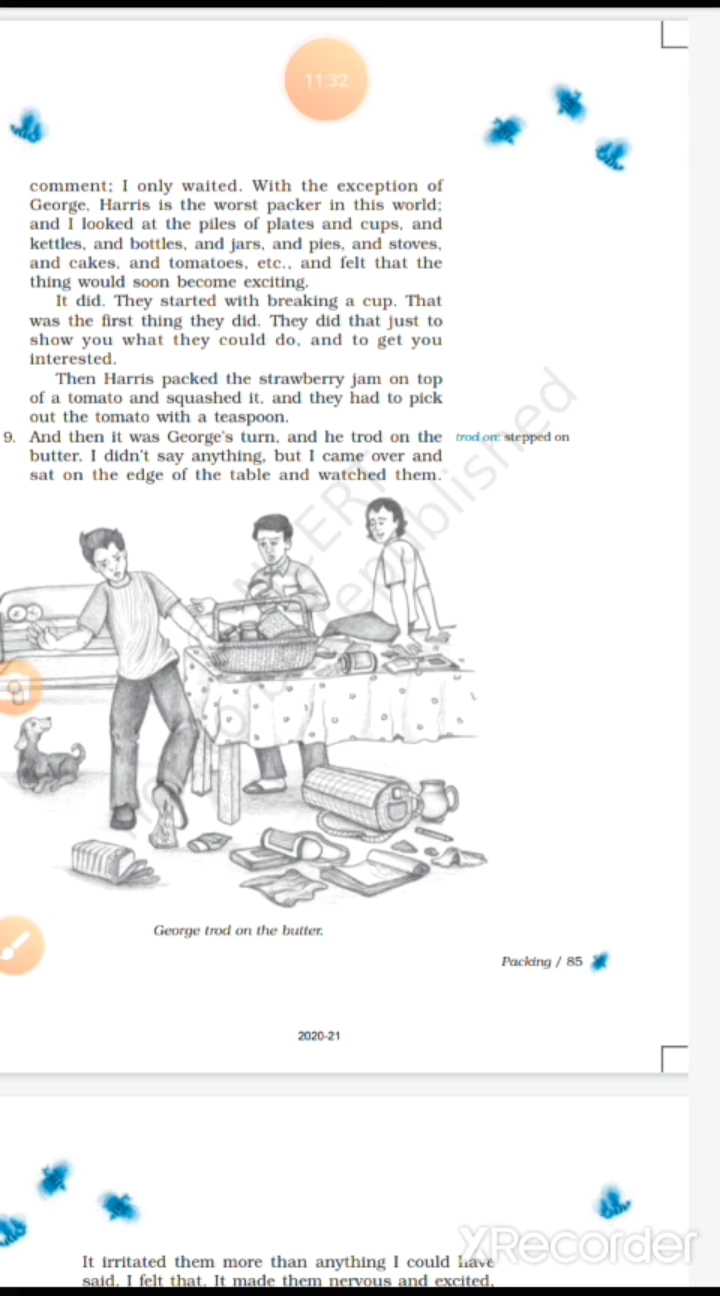 11:32
comment; I only waited. With the exception of
George, Harris is the worst packer in this world;
and I looked at the piles of plates and cups, and
kettles, and bottles, and jars, and pies, and stoves,
and cakes, and tomatoes, etc., and felt that the
thing would soon become exciting.
It did. They started with breaking a cup. That
was the first thing they did. They did that just to
show you what they could do, and to get you
interested.
Then Harris packed the strawberry jam on top
of a tomato and squashed it, and they had to pick
out the tomato with a teaspoon.
9. And then it was George's turn, and he trod on the
trod on: stepped on
butter. I didn't say anything, but I came over and
sat on the edge of the table and watched them.
George trod on the butter.
Packing / 85
2020-21
XRecorder
It irritated them more than anything I could have
said. I felt that. It made them nervous and excited.